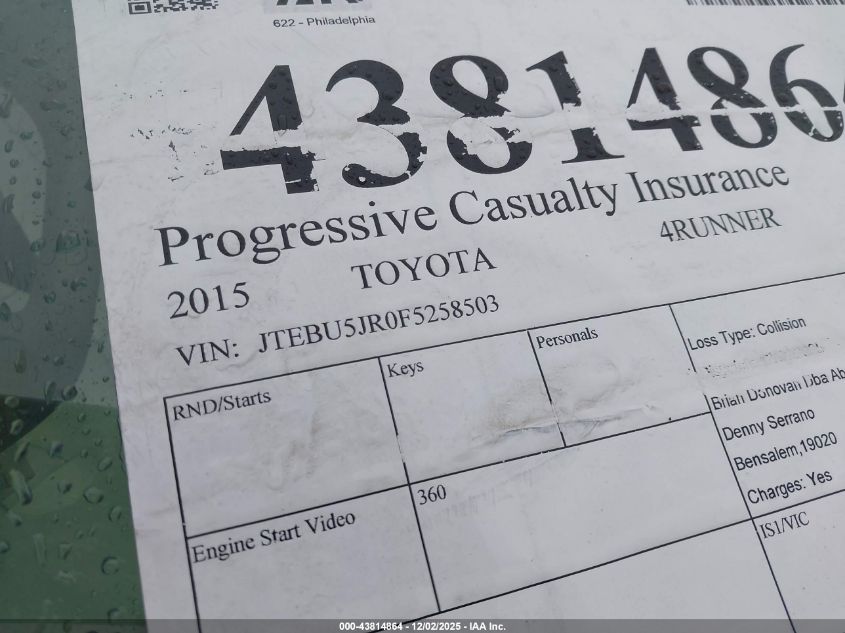 622 - Philadelphia
4381486
Progressive Casualty Insurance
2015 TOYOTA 4RUNNER
VIN: JTEBU5JR0F5258503
RND/Starts
Keys
Personals
Loss Type: Collision
Brian Donovan Dba Ab
Denny Serrano
Bensalem,19020
Charges: Yes
Engine Start Video
360
IS1/VIC
000-43814864 - 12/02/2025 - IAA Inc.